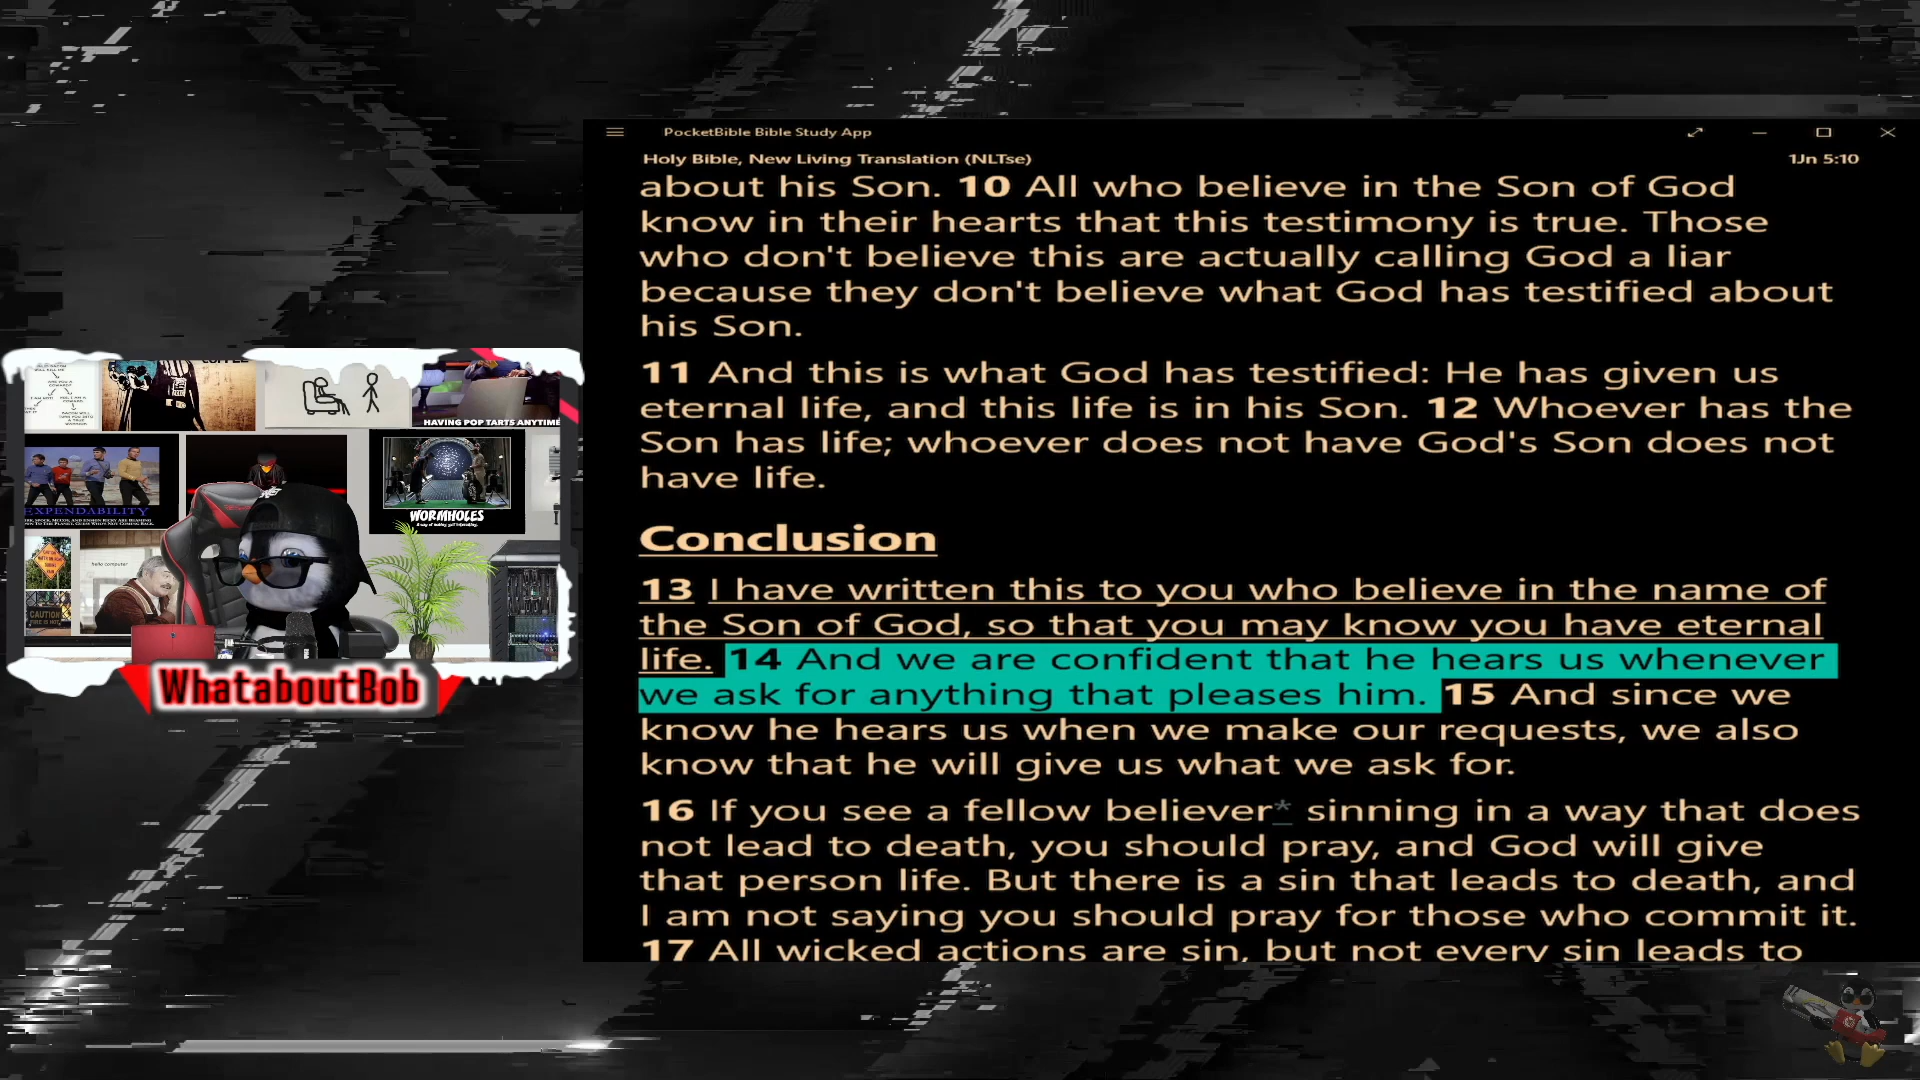 PocketBible Bible Study App
Holy Bible, New Living Translation (NLTse)
1Jn 5:10
about his Son. 10 All who believe in the Son of God
know in their hearts that this testimony is true. Those
who don't believe this are actually calling God a liar
because they don't believe what God has testified about
his Son.
11 And this is what God has testified: He has given us
eternal life, and this life is in his Son. 12 Whoever has the
Son has life; whoever does not have God's Son does not
have life.
Conclusion
13 I have written this to you who believe in the name of
the Son of God, so that you may know you have eternal
life. 14 And we are confident that he hears us whenever
we ask for anything that pleases him. 15 And since we
know he hears us when we make our requests, we also
know that he will give us what we ask for.
16 If you see a fellow believer* sinning in a way that does
not lead to death, you should pray, and God will give
that person life. But there is a sin that leads to death, and
I am not saying you should pray for those who commit it.
17 All wicked actions are sin, but not every sin leads to
HAVING POP TARTS ANYTIME
EXPENDABILITY
WORMHOLES
hello computer
CAUTION
WhataboutBob